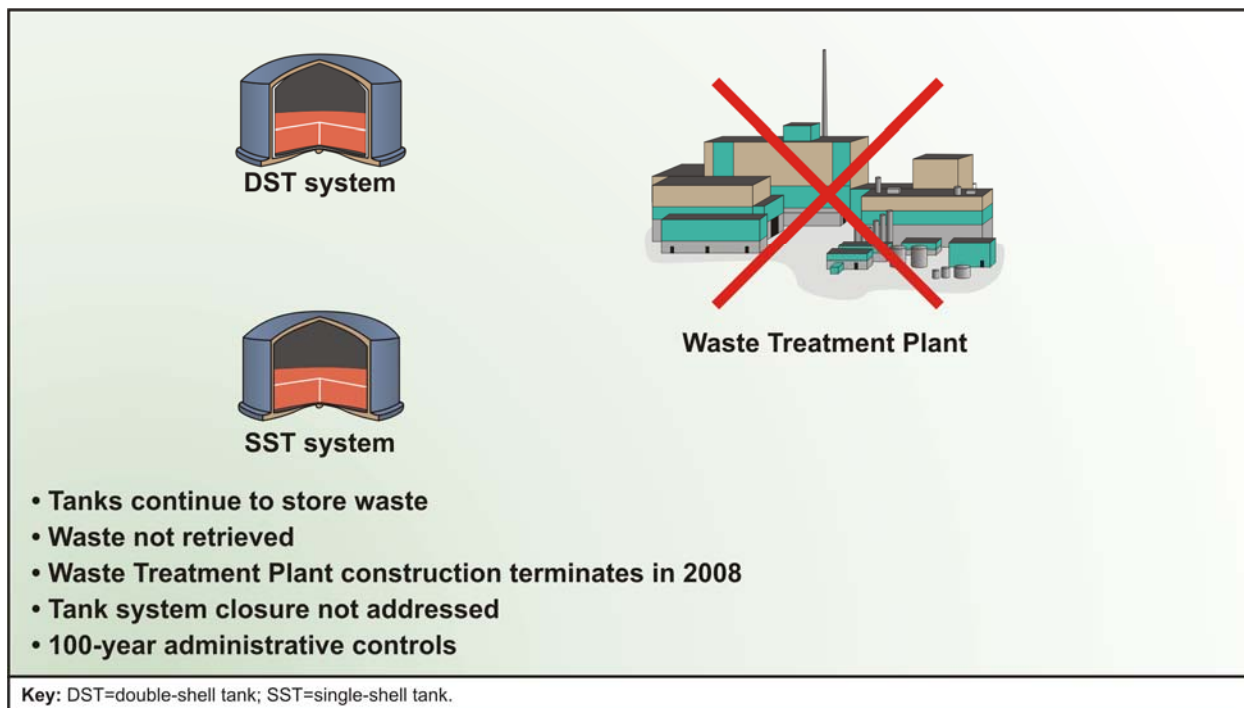 DST system
Waste Treatment Plant
SST system
• Tanks continue to store waste
• Waste not retrieved
• Waste Treatment Plant construction terminates in 2008
• Tank system closure not addressed
• 100-year administrative controls
Key: DST=double-shell tank; SST=single-shell tank.